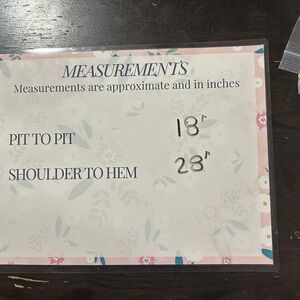 MEASUREMENTS
Measurements are approximate and in inches
PIT TO PIT 18"
SHOULDER TO HEM 28"